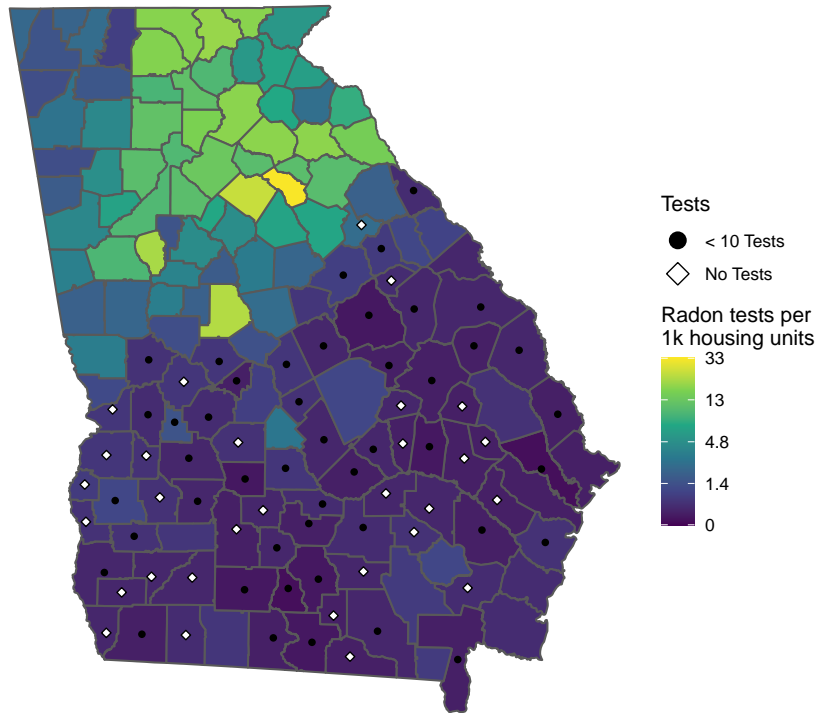 Tests
< 10 Tests
No Tests
Radon tests per
1k housing units
33
13
4.8
1.4
0